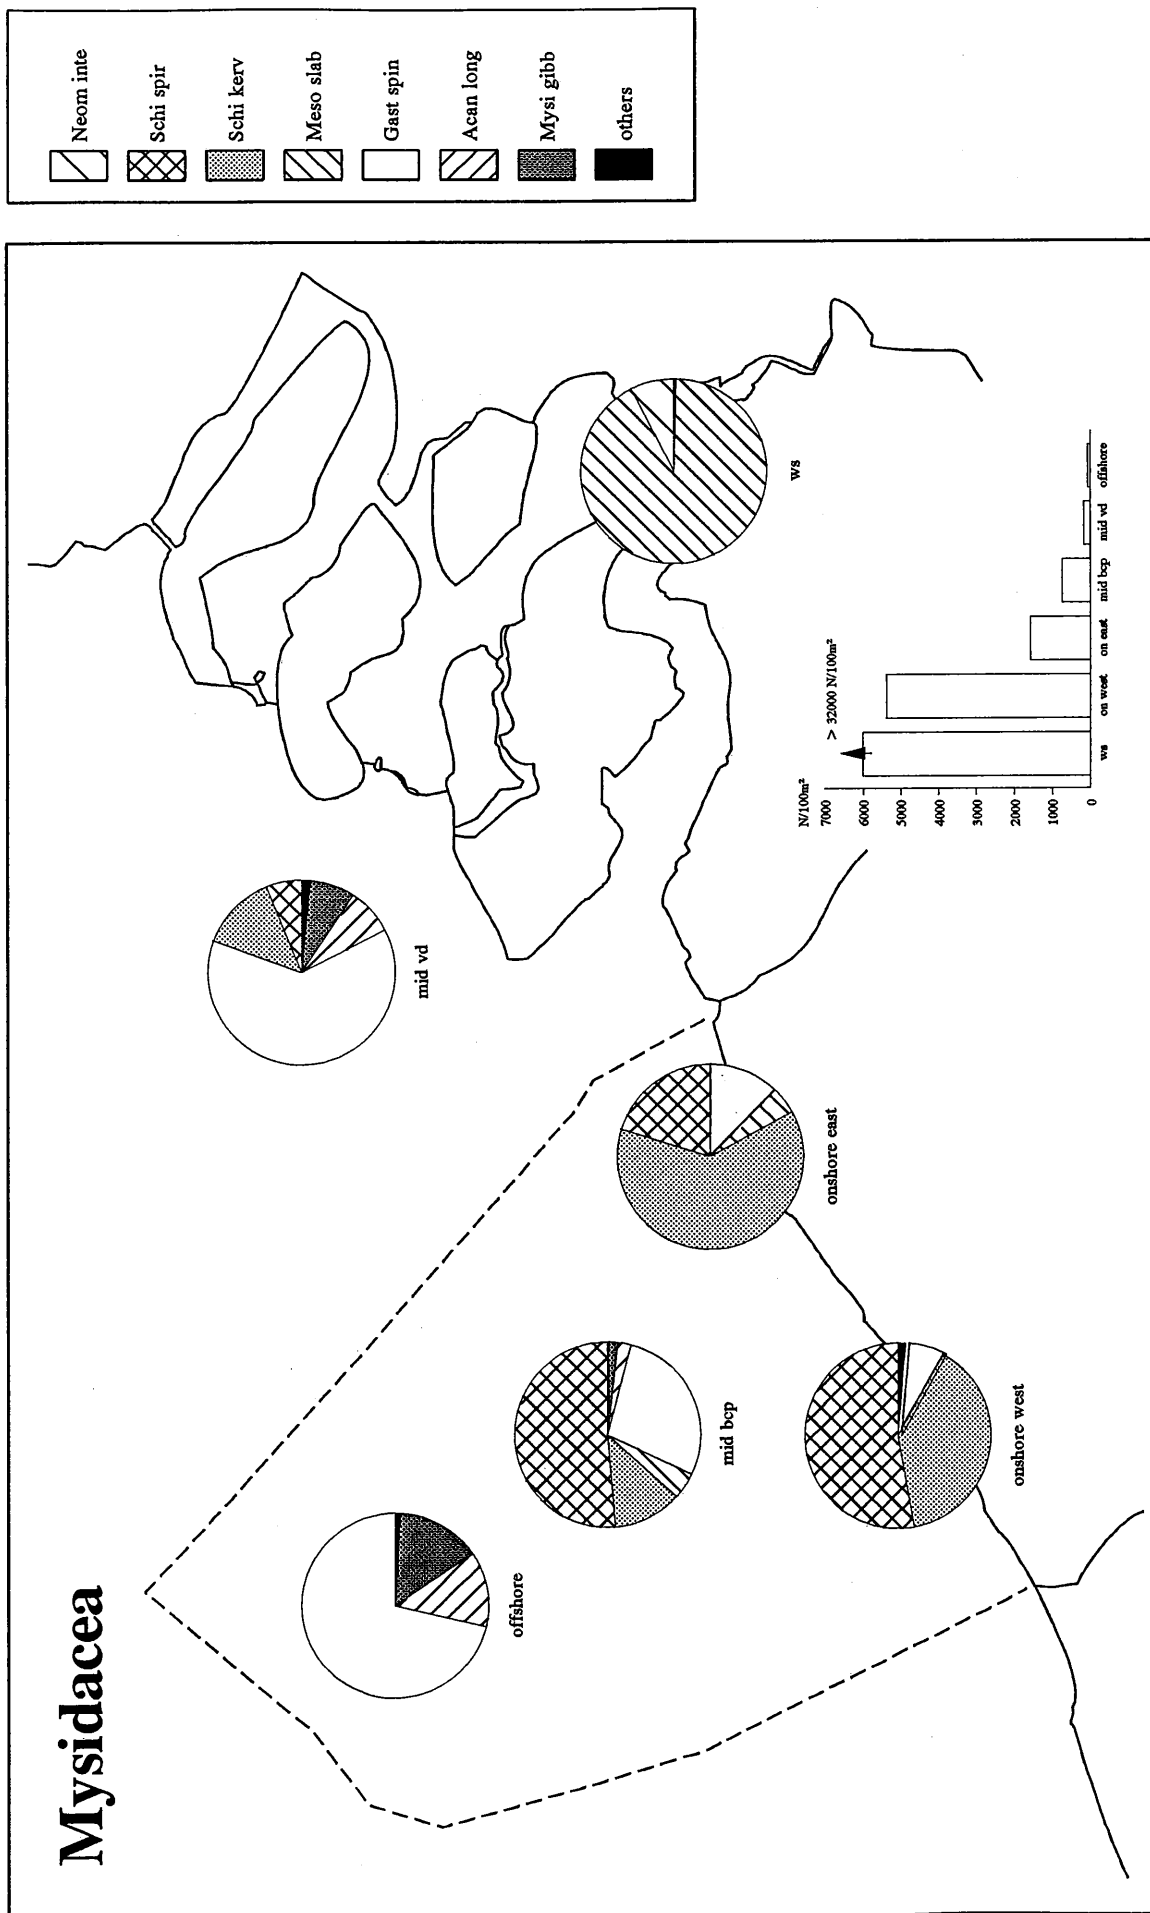 Mysidacea
Neom inte
Schi spir
Schi kerv
Meso slab
Gast spin
Acan long
Mysi gibb
others
offshore
mid vd
mid bcp
onshore east
onshore west
ws
N/100m²
> 32000 N/100m²
7000
6000
5000
4000
3000
2000
1000
0
ws
on west
on east
mid bcp
mid vd
offshore